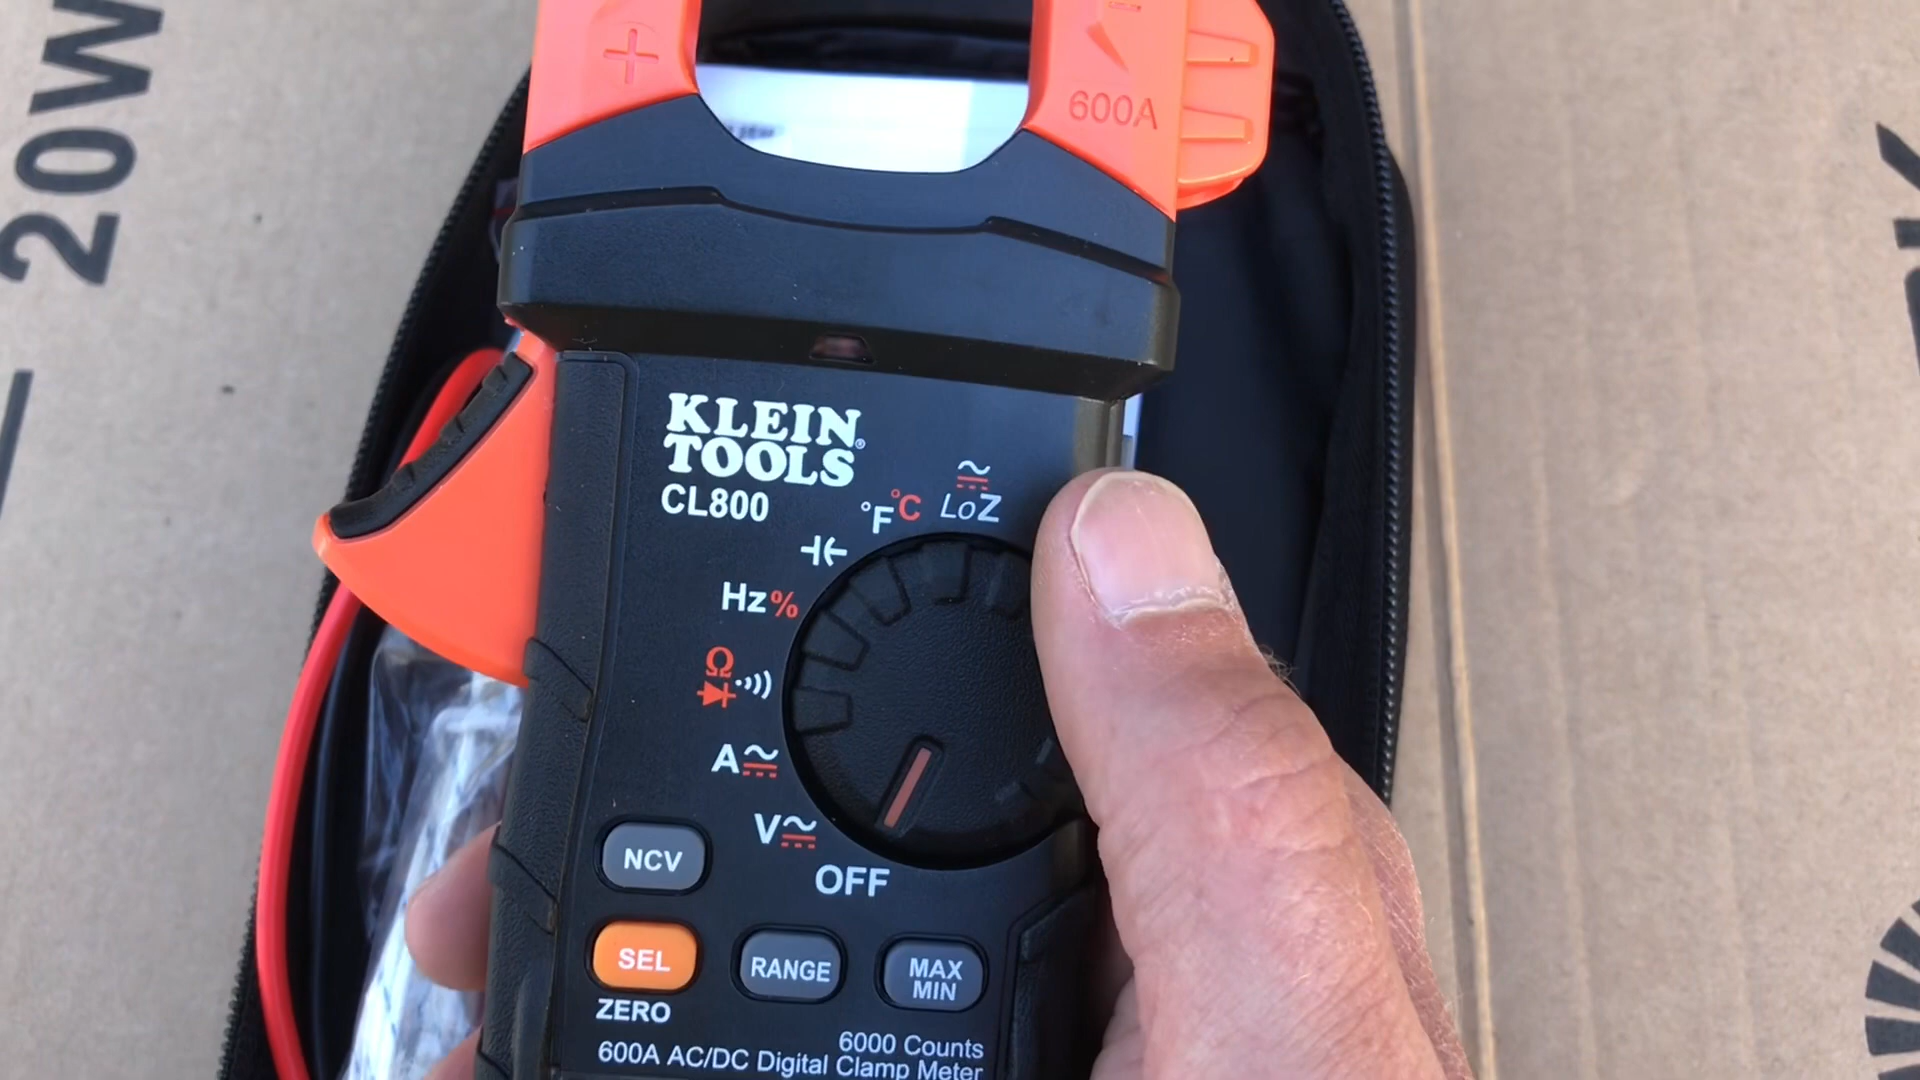 20W
+
600A
KLEIN
TOOLS®
CL800
°F°C
LoZ
Hz%
Ω
A
V
OFF
NCV
SEL
RANGE
MAX
MIN
ZERO
6000 Counts
600A AC/DC Digital Clamp Meter